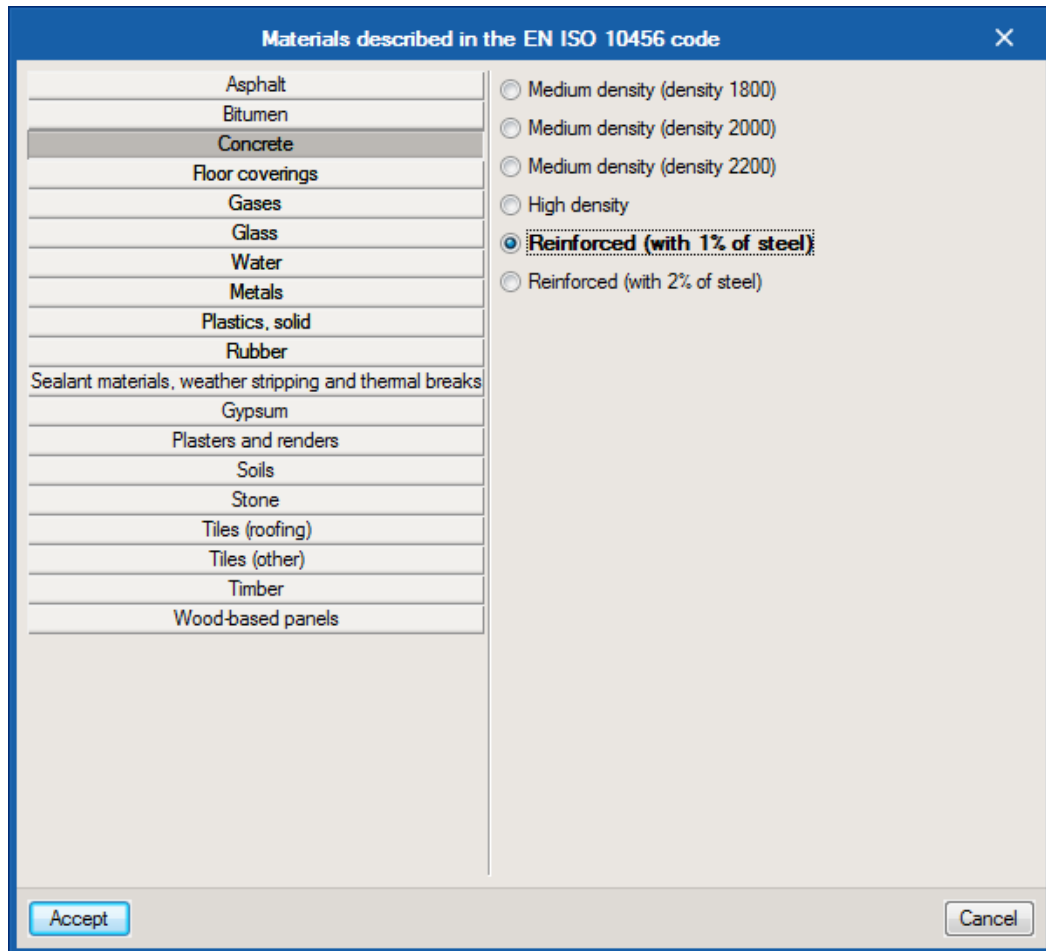 Materials described in the EN ISO 10456 code
Asphalt
Bitumen
Concrete
Floor coverings
Gases
Glass
Water
Metals
Plastics, solid
Rubber
Sealant materials, weather stripping and thermal breaks
Gypsum
Plasters and renders
Soils
Stone
Tiles (roofing)
Tiles (other)
Timber
Wood-based panels
Medium density (density 1800)
Medium density (density 2000)
Medium density (density 2200)
High density
Reinforced (with 1% of steel)
Reinforced (with 2% of steel)
Accept
Cancel